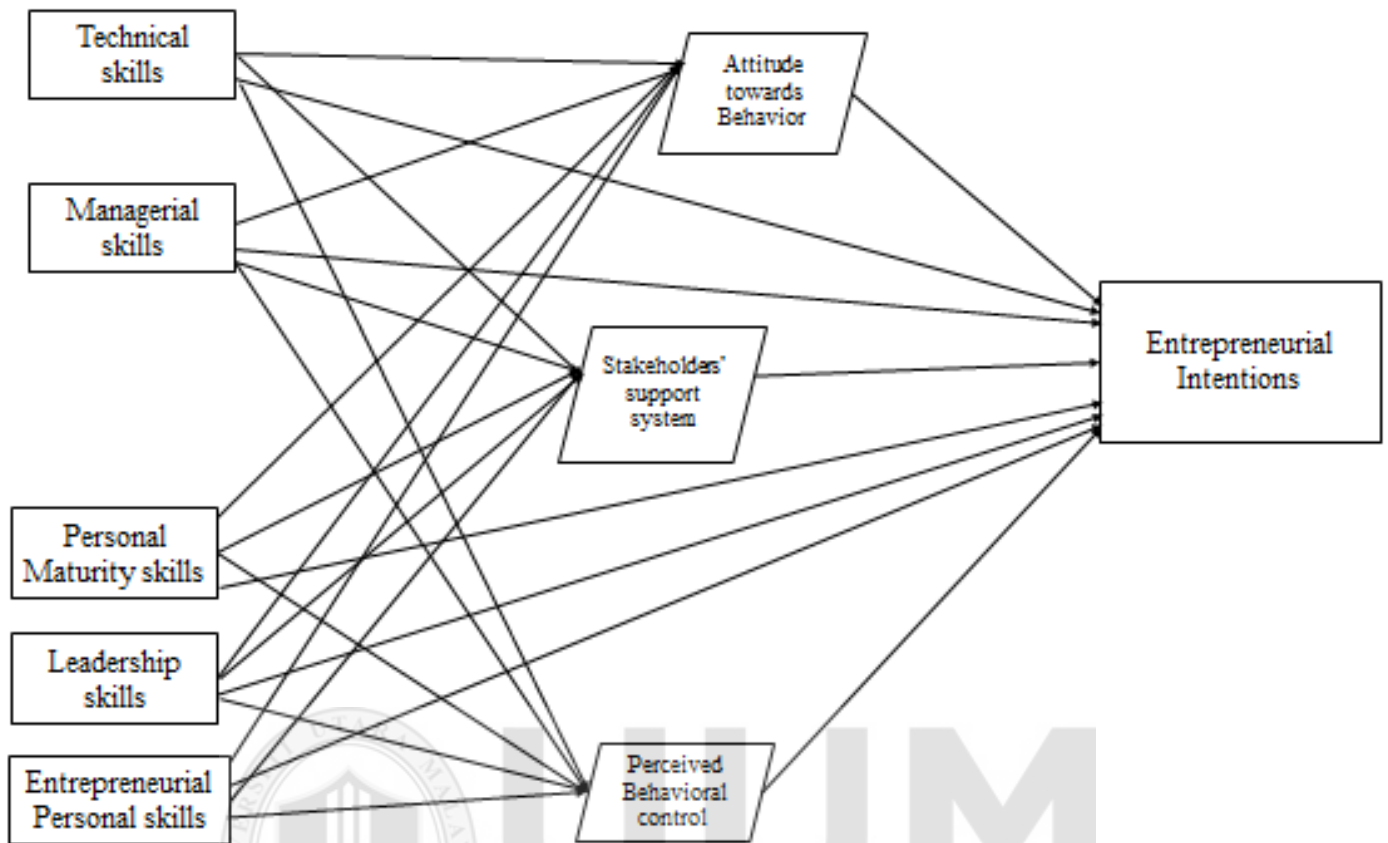 Technical
skills
Attitude
towards
Behavior
Managerial
skills
Entrepreneurial
Intentions
Stakeholders'
support
system
Personal
Maturity skills
Leadership
skills
Perceived
Behavioral
control
Entrepreneurial
Personal skills